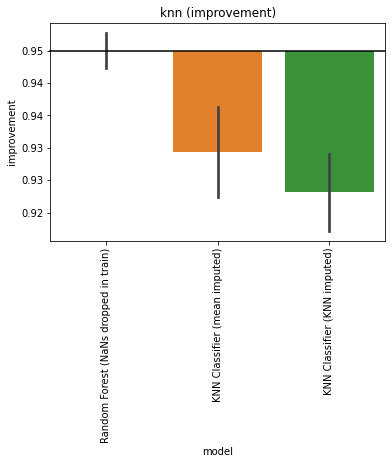 knn (improvement)
0.95
0.94
0.94
0.93
0.93
0.92
improvement
Random Forest (NaNs dropped in train)
KNN Classifier (mean imputed)
KNN Classifier (KNN imputed)
model